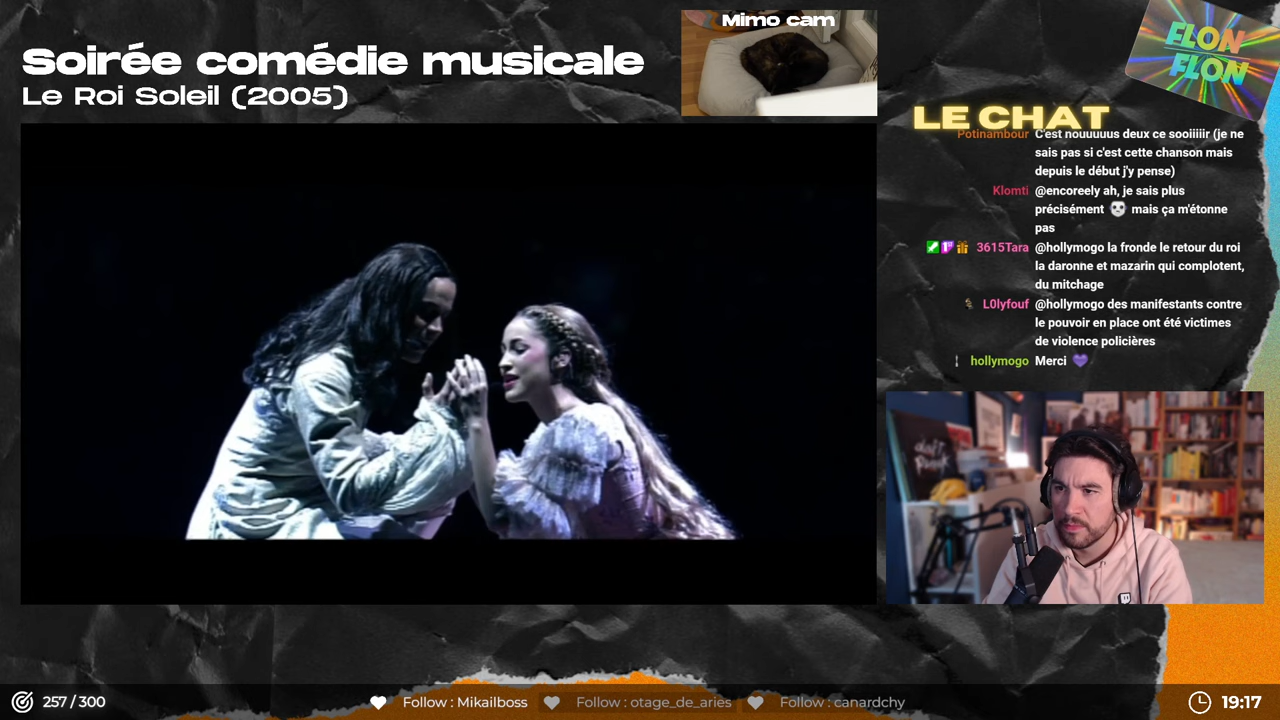 Soirée comédie musicale
Le Roi Soleil (2005)
Mimo cam
FLON
FLON
LE CHAT
Potinambour C'est nouuuuus deux ce sooiiiiir (je ne
sais pas si c'est cette chanson mais
depuis le début j'y pense)
Klomti @encoreely ah, je sais plus
précisément mais ça m'étonne
pas
3615Tara @hollymogo la fronde le retour du roi
la daronne et mazarin qui complotent,
du mitchage
L0lyfouf @hollymogo des manifestants contre
le pouvoir en place ont été victimes
de violence policières
hollymogo Merci
daft
Punk
257 / 300
Follow : Mikailboss
Follow : otage_de_aries
Follow : canardchy
19:17